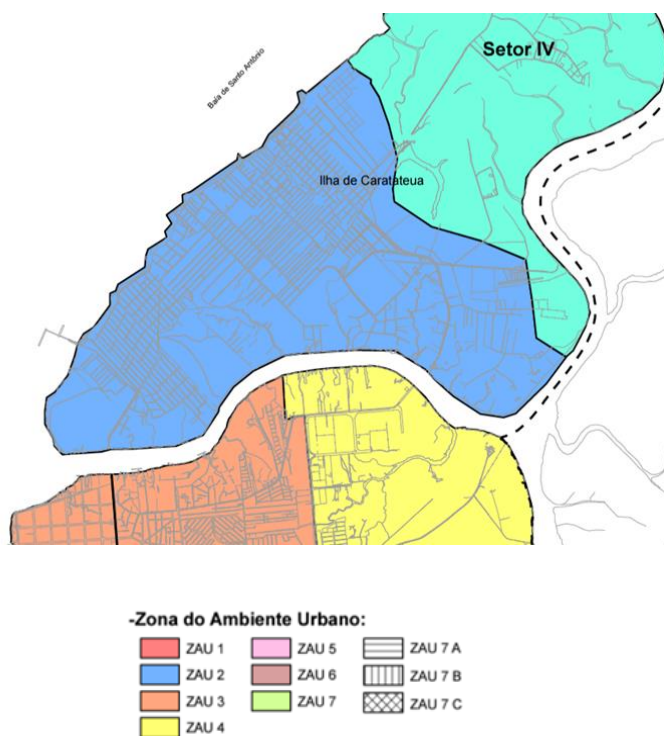 Setor IV
Baía de Santo Antônio
Ilha de Caratateua
-Zona do Ambiente Urbano:
ZAU 1
ZAU 5
ZAU 7 A
ZAU 2
ZAU 6
ZAU 7 B
ZAU 3
ZAU 7
ZAU 7 C
ZAU 4